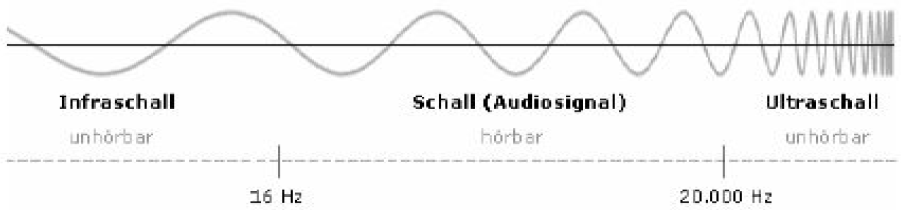 Infraschall Schall (Audiosignal) Ultraschall
unhörbar hörbar unhörbar
16 Hz 20.000 Hz